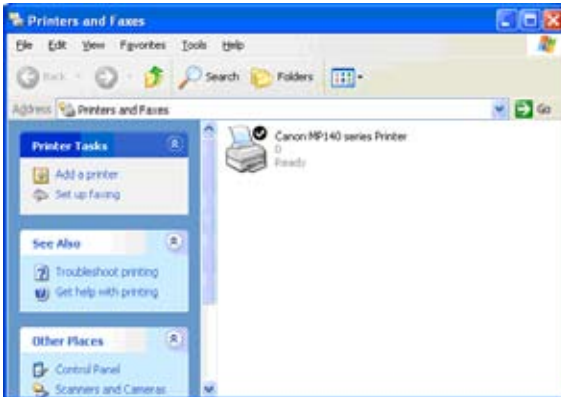 Printers and Faxes
File Edit View Favorites Tools Help
Back Search Folders
Address Printers and Faxes Go
Printer Tasks
Add a printer
Set up faxing
See Also
Troubleshoot printing
Get help with printing
Other Places
Control Panel
Scanners and Cameras
Canon MP140 series Printer
0
Ready